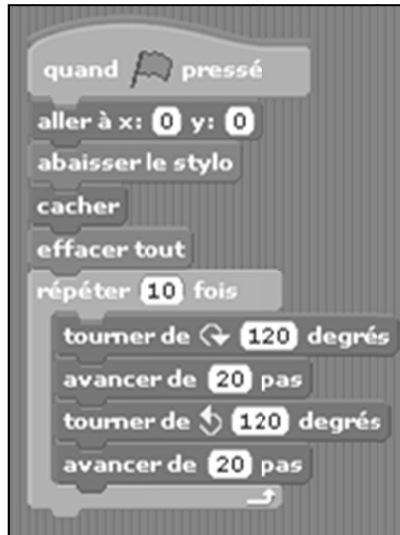 quand pressé
aller à x: 0 y: 0
abaisser le stylo
cacher
effacer tout
répéter 10 fois
tourner de 120 degrés
avancer de 20 pas
tourner de 120 degrés
avancer de 20 pas